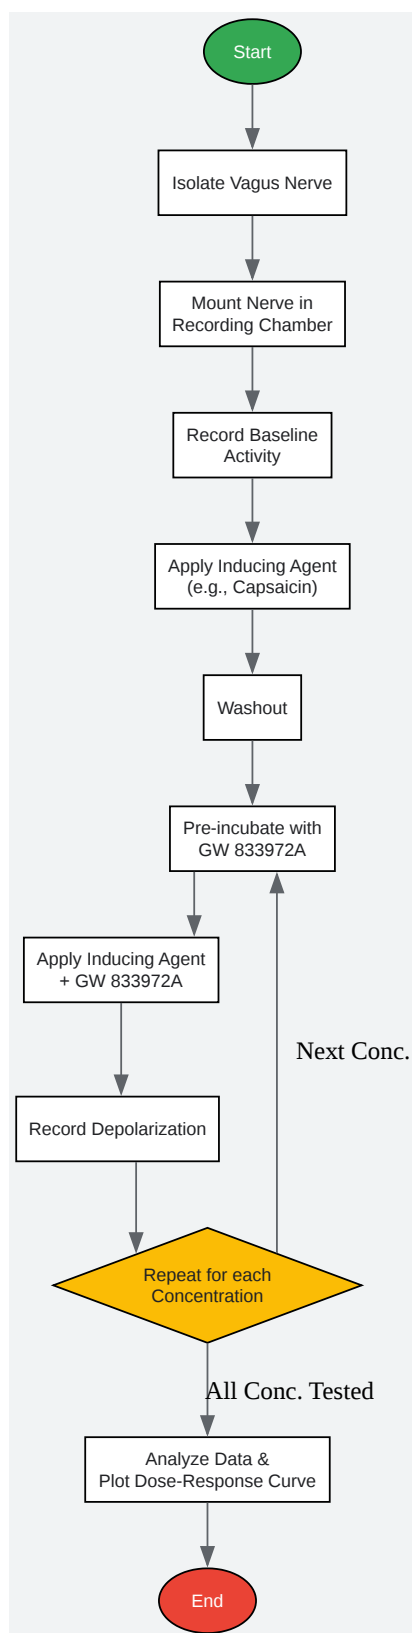 Start
Isolate Vagus Nerve
Mount Nerve in
Recording Chamber
Record Baseline
Activity
Apply Inducing Agent
(e.g., Capsaicin)
Washout
Pre-incubate with
GW 833972A
Apply Inducing Agent
+ GW 833972A
Next Conc.
Record Depolarization
Repeat for each
Concentration
All Conc. Tested
Analyze Data &
Plot Dose-Response Curve
End